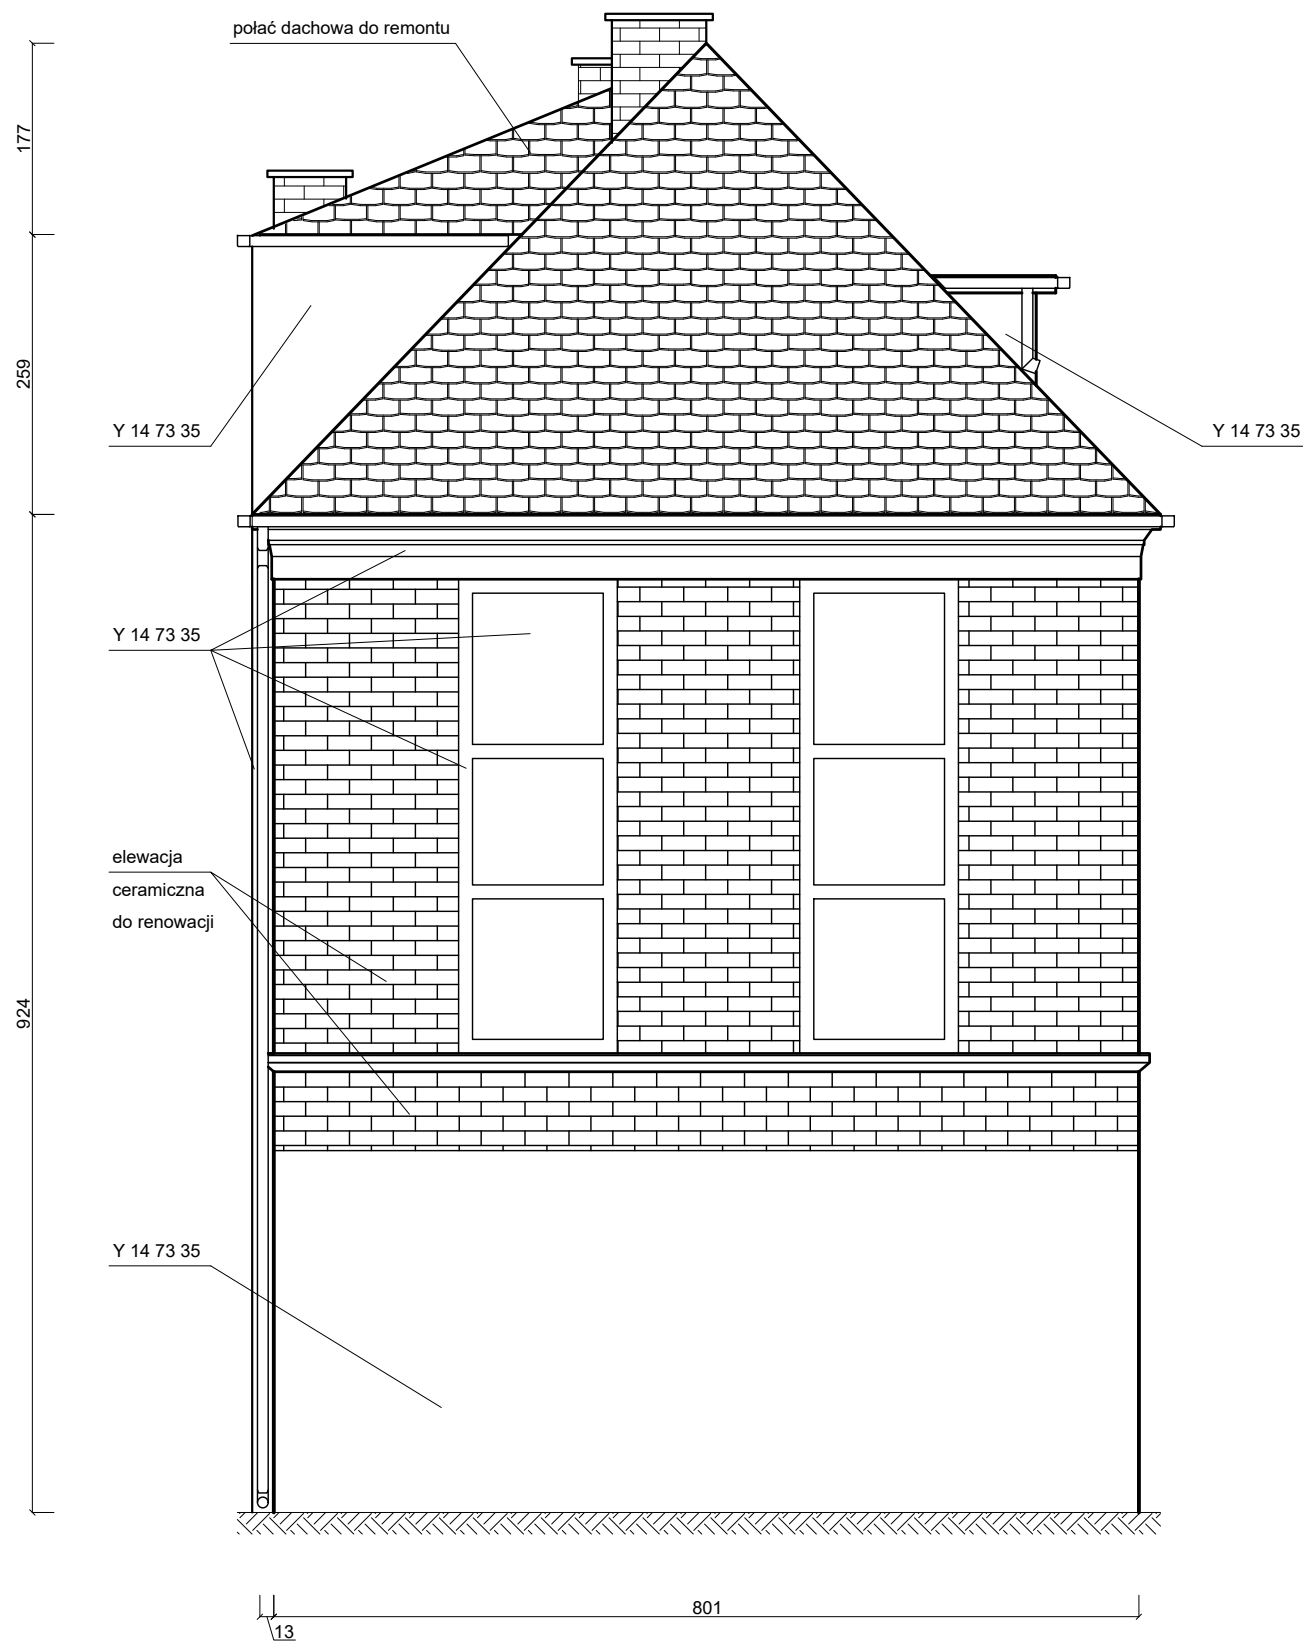 połać dachowa do remontu
177
259
Y 14 73 35
Y 14 73 35
Y 14 73 35
elewacja
ceramiczna
do renowacji
924
Y 14 73 35
801
13